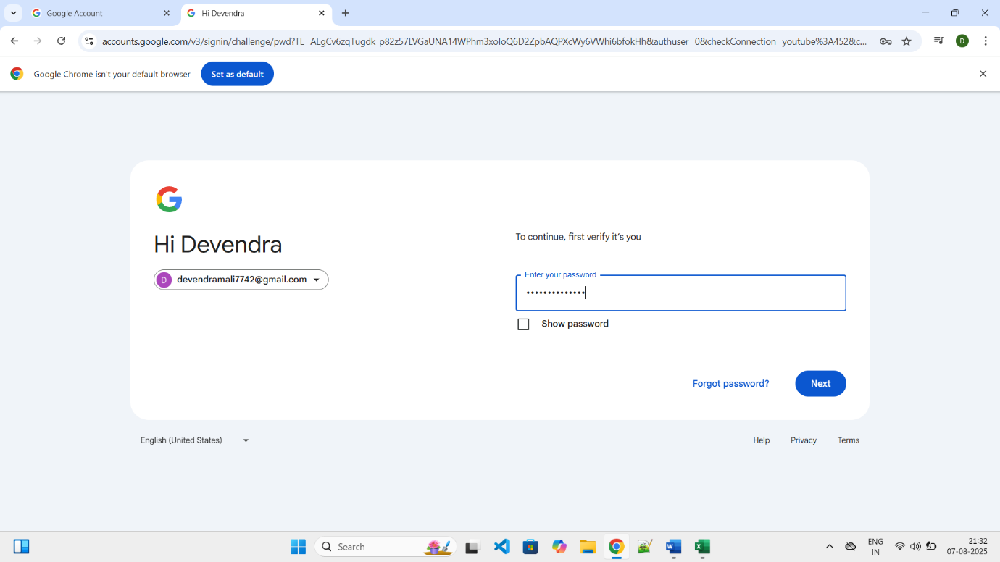 Google Account
Hi Devendra
accounts.google.com/v3/signin/challenge/pwd?TL=ALgCv6zqTugdk_p82z57LVGaUNA14WPhm3xoIoQ6D2ZpbAQPXcWy6VWhi6bfokHh&authuser=0&checkConnection=youtube%3A452&c...
D
Google Chrome isn't your default browser
Set as default
Hi Devendra
D devendramali7742@gmail.com
To continue, first verify it's you
Enter your password
••••••••••••••
Show password
Forgot password?
Next
English (United States)
Help
Privacy
Terms
Search
ENG
IN
21:32
07-08-2025